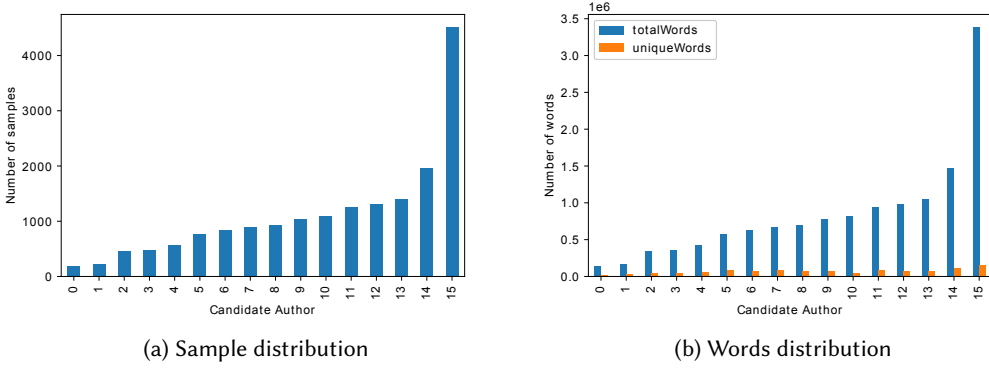 4000
3000
2000
1000
0
Number of samples
0 1 2 3 4 5 6 7 8 9 10 11 12 13 14 15
Candidate Author
(a) Sample distribution
1e6
3.5
3.0
2.5
2.0
1.5
1.0
0.5
0.0
Number of words
totalWords
uniqueWords
0 1 2 3 4 5 6 7 8 9 10 11 12 13 14 15
Candidate Author
(b) Words distribution